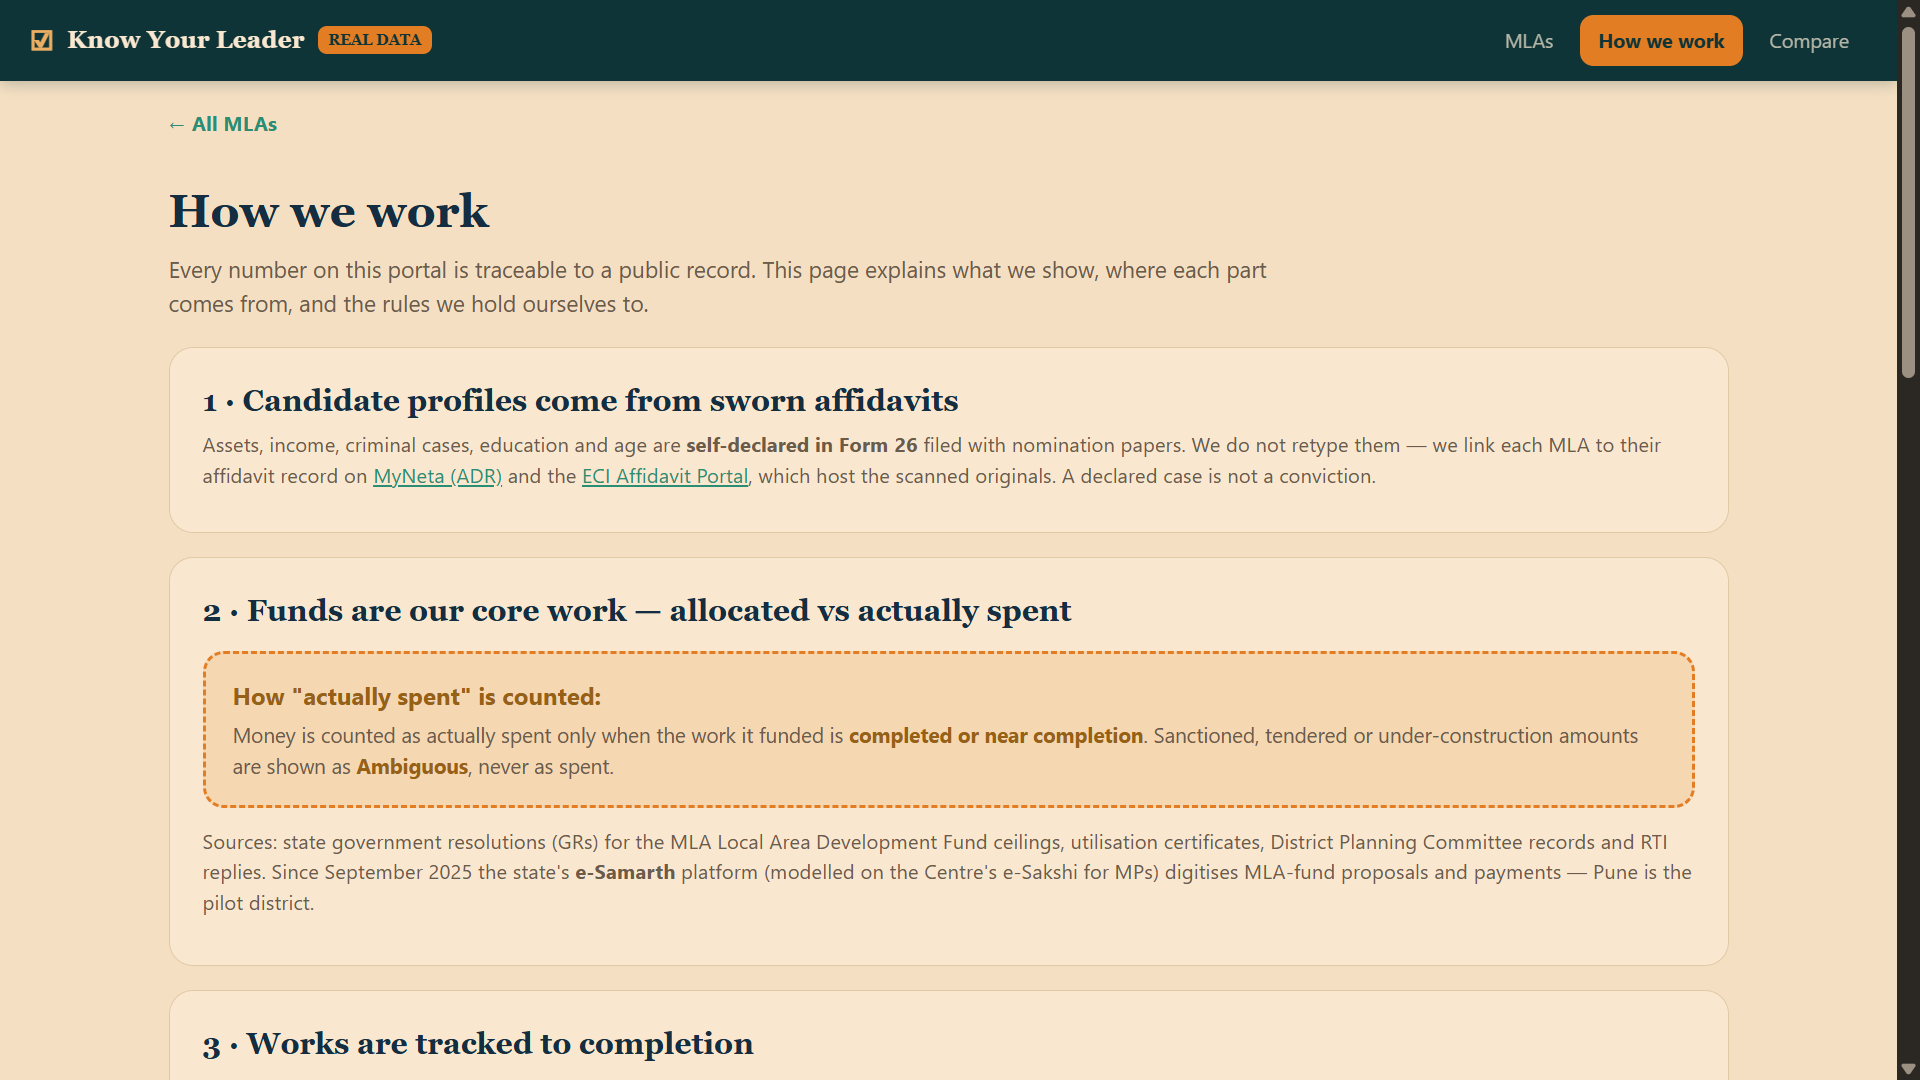 Know Your Leader REAL DATA
MLAs How we work Compare
← All MLAs
How we work
Every number on this portal is traceable to a public record. This page explains what we show, where each part
comes from, and the rules we hold ourselves to.
1 · Candidate profiles come from sworn affidavits
Assets, income, criminal cases, education and age are self-declared in Form 26 filed with nomination papers. We do not retype them — we link each MLA to their
affidavit record on MyNeta (ADR) and the ECI Affidavit Portal, which host the scanned originals. A declared case is not a conviction.
2 · Funds are our core work — allocated vs actually spent
How "actually spent" is counted:
Money is counted as actually spent only when the work it funded is completed or near completion. Sanctioned, tendered or under-construction amounts
are shown as Ambiguous, never as spent.
Sources: state government resolutions (GRs) for the MLA Local Area Development Fund ceilings, utilisation certificates, District Planning Committee records and RTI
replies. Since September 2025 the state's e-Samarth platform (modelled on the Centre's e-Sakshi for MPs) digitises MLA-fund proposals and payments — Pune is the
pilot district.
3 · Works are tracked to completion